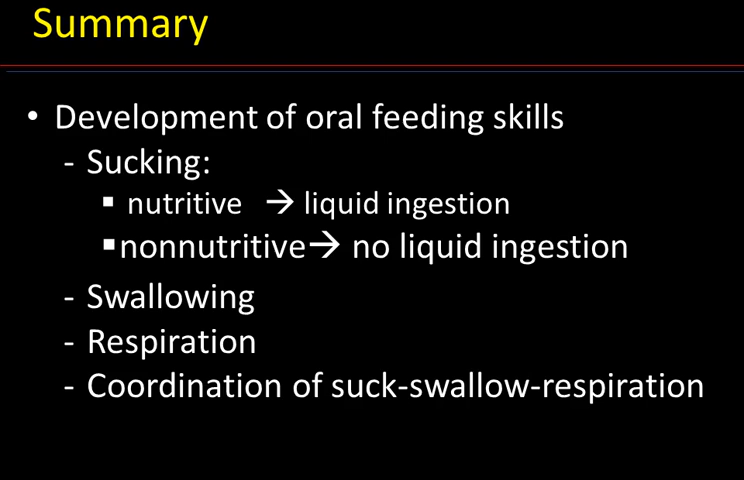 Summary
• Development of oral feeding skills
- Sucking:
▪ nutritive → liquid ingestion
▪nonnutritive→ no liquid ingestion
- Swallowing
- Respiration
- Coordination of suck-swallow-respiration